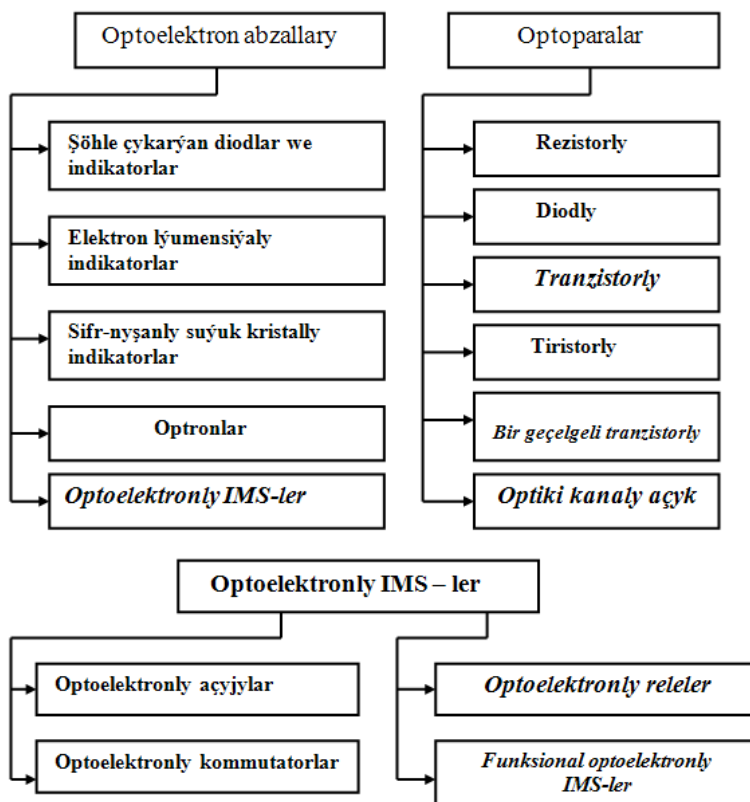 Optoelektron abzallary
Şöhle çykarýan diodlar we
indikatorlar
Elektron lýumensiýaly
indikatorlar
Sifr-nyşanly suýuk kristally
indikatorlar
Optronlar
Optoelektronly IMS-ler
Optoparalar
Rezistorly
Diodly
Tranzistorly
Tiristorly
Bir geçelgeli tranzistorly
Optiki kanaly açyk
Optoelektronly IMS – ler
Optoelektronly açyjylar
Optoelektronly kommutatorlar
Optoelektronly releler
Funksional optoelektronly
IMS-ler